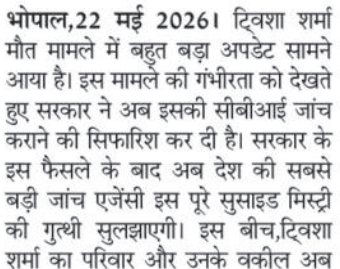 भोपाल,22 मई 2026। ट्विशा शर्मा
मौत मामले में बहुत बड़ा अपडेट सामने
आया है। इस मामले की गंभीरता को देखते
हुए सरकार ने अब इसकी सीबीआई जांच
कराने की सिफारिश कर दी है। सरकार के
इस फैसले के बाद अब देश की सबसे
बड़ी जांच एजेंसी इस पूरे सुसाइड मिस्ट्री
की गुत्थी सुलझाएगी। इस बीच,ट्विशा
शर्मा का परिवार और उनके वकील अब